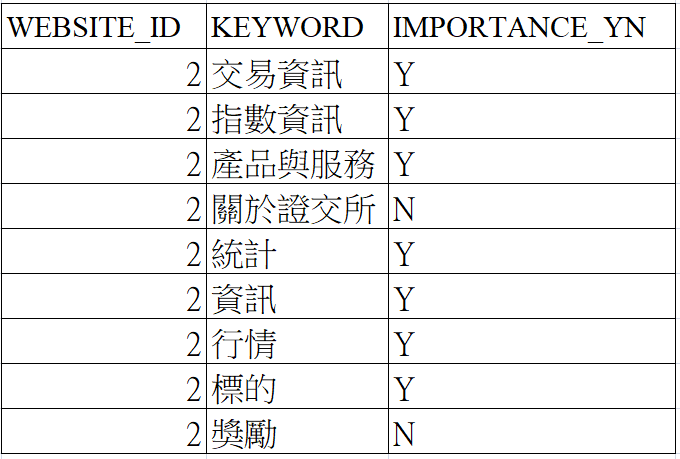 WEBSITE_ID KEYWORD IMPORTANCE_YN
2 交易資訊 Y
2 指數資訊 Y
2 產品與服務 Y
2 關於證交所 N
2 統計 Y
2 資訊 Y
2 行情 Y
2 標的 Y
2 獎勵 N